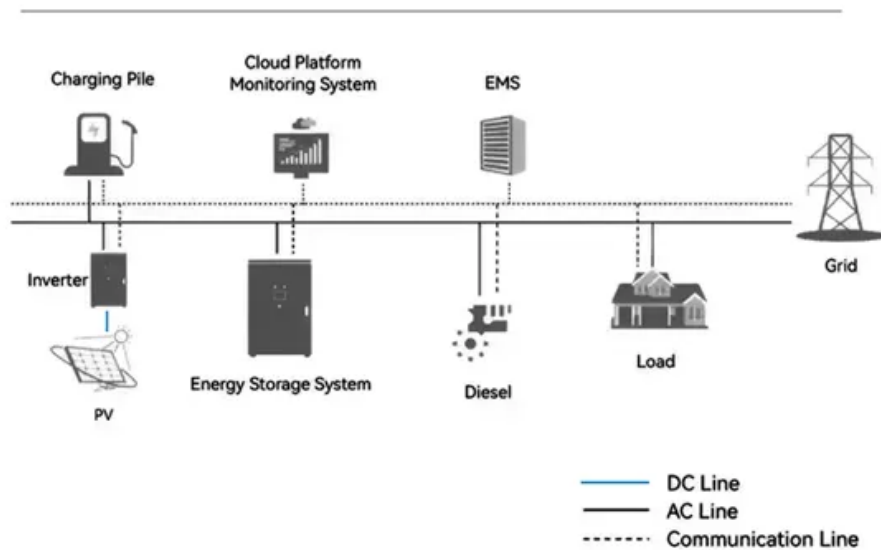 Charging Pile
Cloud Platform
Monitoring System
EMS
Grid
Inverter
PV
Energy Storage System
Diesel
Load
DC Line
AC Line
Communication Line